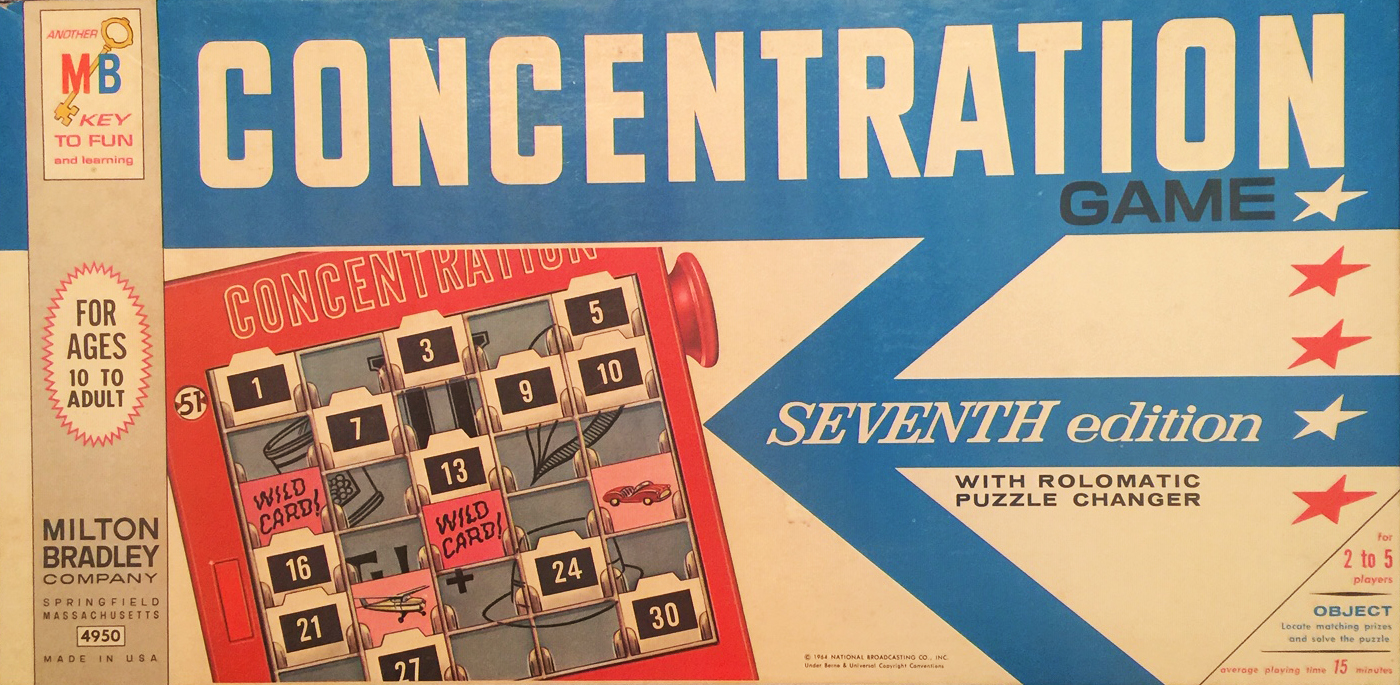 ANOTHER
MB
KEY
TO FUN
and learning
CONCENTRATION
GAME
FOR
AGES
10 TO
ADULT
MILTON
BRADLEY
COMPANY
SPRINGFIELD
MASSACHUSETTS
4950
MADE IN USA
CONCENTRATION
51
1
3
5
7
9
10
13
WILD
CARD!
WILD
CARD!
16
G!
+
24
21
30
27
SEVENTH edition
WITH ROLOMATIC
PUZZLE CHANGER
© 1964 NATIONAL BROADCASTING CO., INC.
Under Berne & Universal Copyright Conventions
for
2 to 5
players
OBJECT
Locate matching prizes
and solve the puzzle.
average playing time 15 minutes